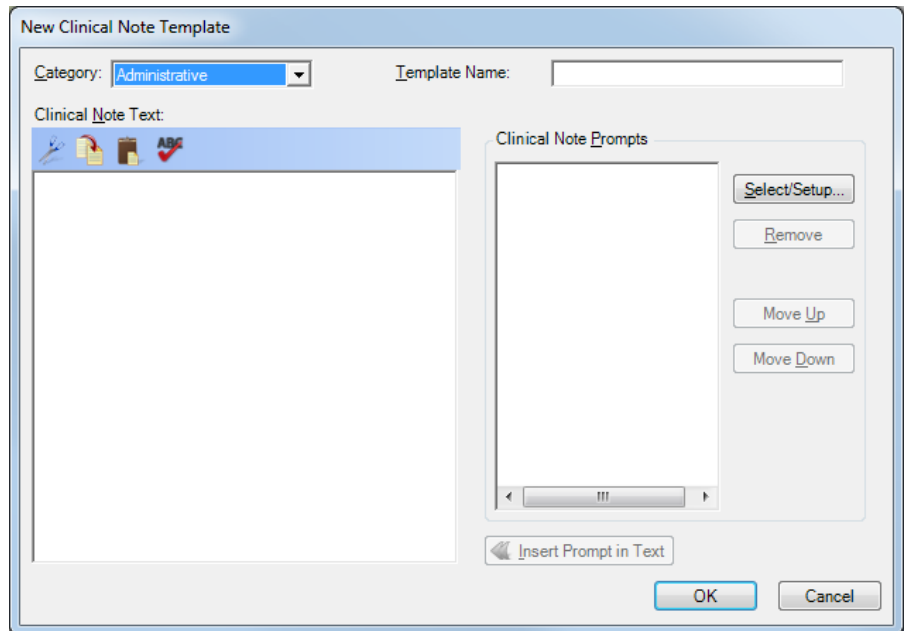 New Clinical Note Template
Category: Administrative Template Name:
Clinical Note Text:
ABC
Clinical Note Prompts
Select/Setup...
Remove
Move Up
Move Down
Insert Prompt in Text
OK Cancel